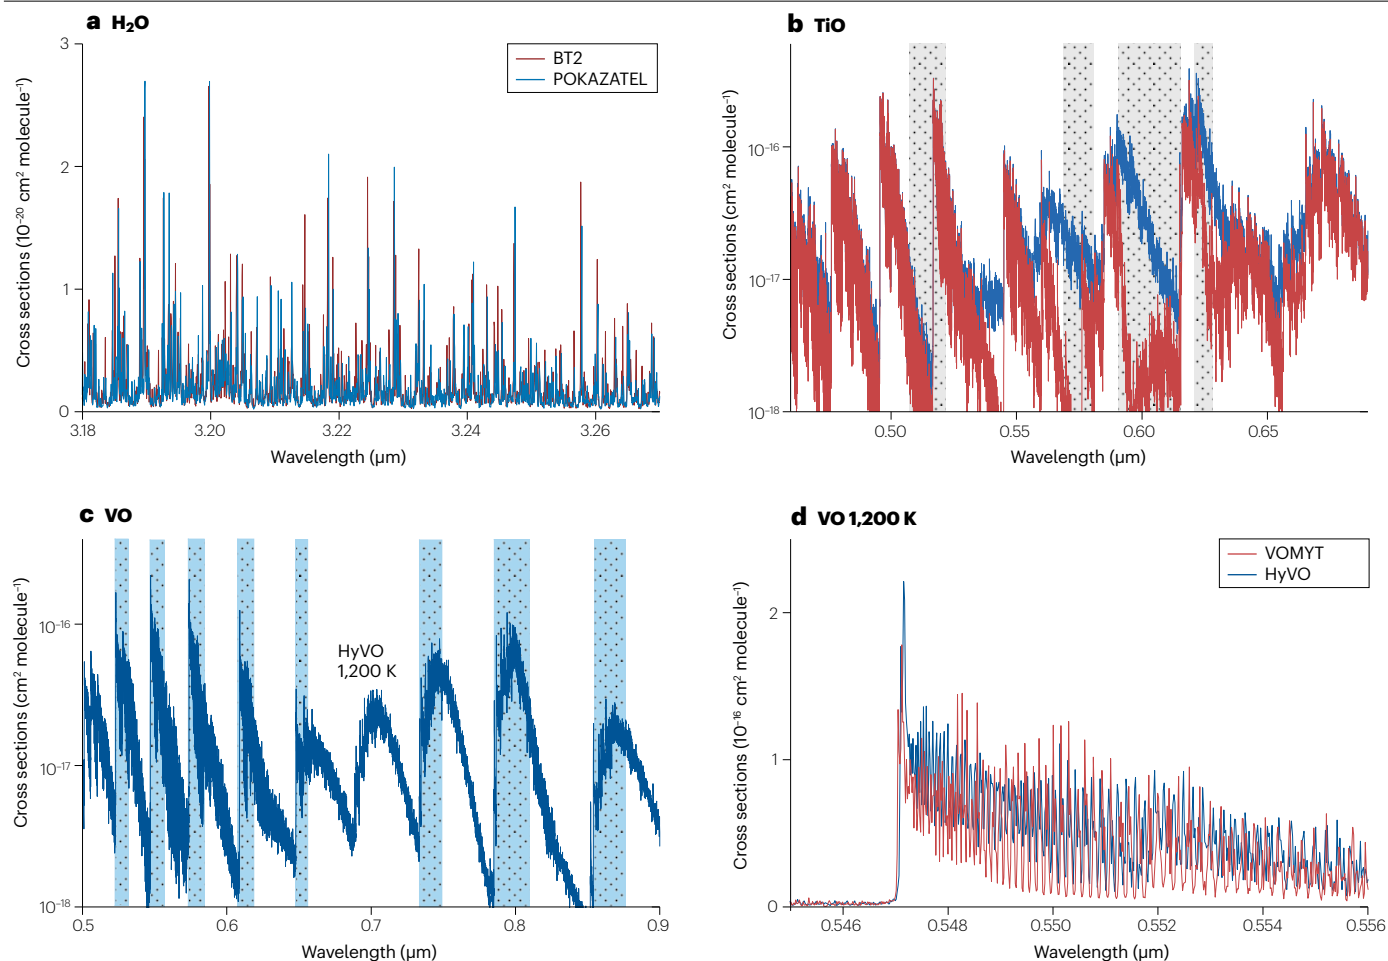 a H₂O
BT2
POKAZATEL
3
2
1
0
Cross sections (10⁻²⁰ cm² molecule⁻¹)
3.18 3.20 3.22 3.24 3.26
Wavelength (µm)
b TiO
10⁻¹⁶
10⁻¹⁷
10⁻¹⁸
Cross sections (cm² molecule⁻¹)
0.50 0.55 0.60 0.65
Wavelength (µm)
c VO
HyVO
1,200 K
10⁻¹⁶
10⁻¹⁷
10⁻¹⁸
Cross sections (cm² molecule⁻¹)
0.5 0.6 0.7 0.8 0.9
Wavelength (µm)
d VO 1,200 K
VOMYT
HyVO
2
1
0
Cross sections (10⁻¹⁶ cm² molecule⁻¹)
0.546 0.548 0.550 0.552 0.554 0.556
Wavelength (µm)